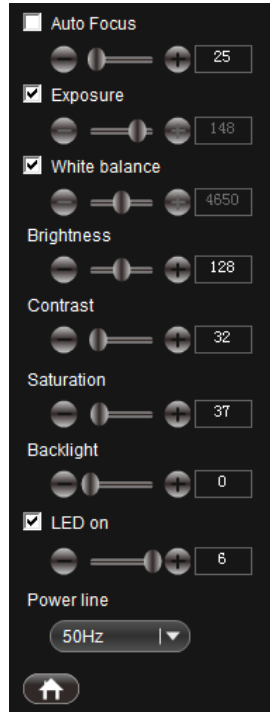 Auto Focus
25
Exposure
148
White balance
4650
Brightness
128
Contrast
32
Saturation
37
Backlight
0
LED on
6
Power line
50Hz